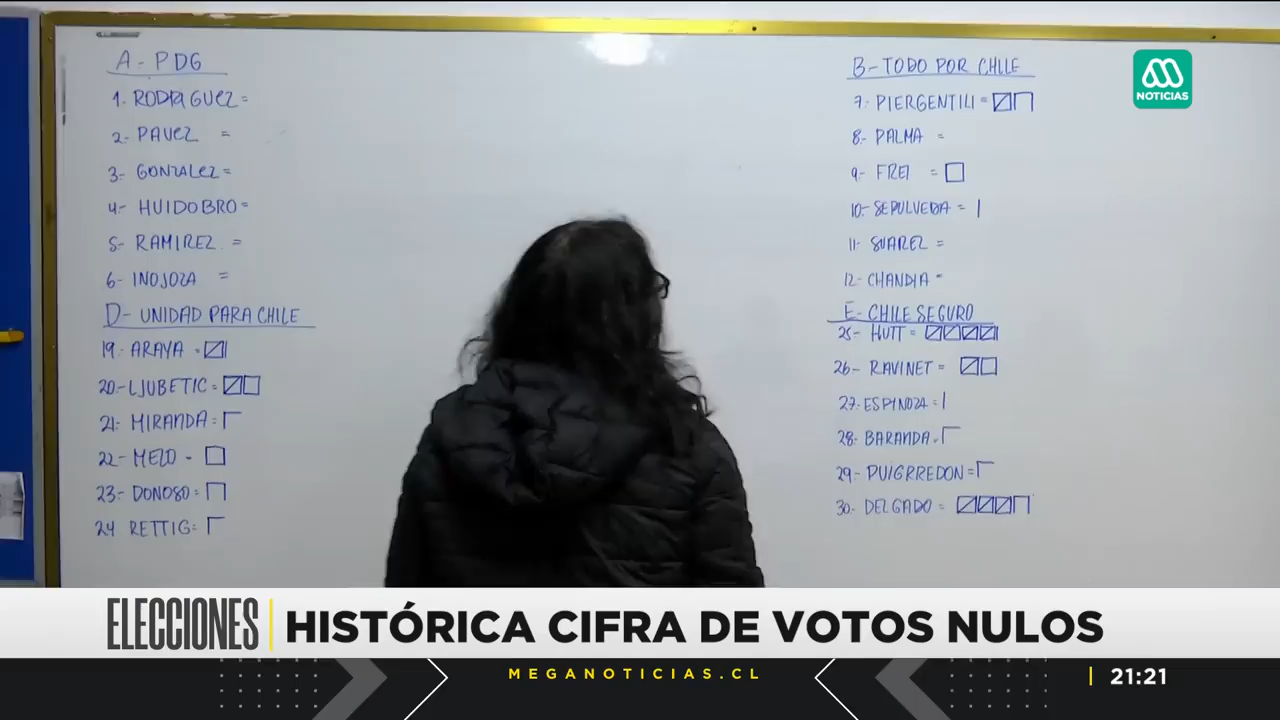 A - PDG
1. RODRIGUEZ =
2.- PAVEZ =
3.- GONZALEZ =
4.- HUIDOBRO =
5- RAMIREZ =
6- INOJOZA =
D- UNIDAD PARA CHILE
19.- ARAYA =
20.- LJUBETIC =
21: MIRANDA =
22.- MELO -
23.- DONOSO =
24 RETTIG =
B- TODO POR CHILE
7.- PIERGENTILI =
8.- PALMA =
9- FREI =
10.- SEPULVEDA =
11- SUAREZ =
12.- CHANDIA =
E- CHILE SEGURO
25- HUTT =
26- RAVINET =
27.- ESPINOZA =
28- BARANDA -
29.- PUIGRREDON =
30- DELGADO =
NOTICIAS
ELECCIONES
HISTÓRICA CIFRA DE VOTOS NULOS
MEGANOTICIAS.CL
21:21